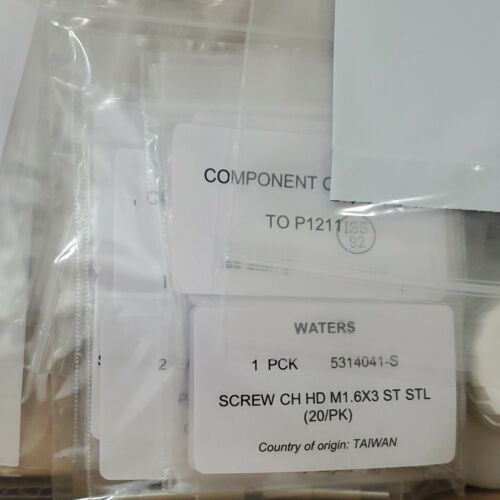 COMPONENT
TO P1211
ISS
92
WATERS
1 PCK 5314041-S
SCREW CH HD M1.6X3 ST STL
(20/PK)
Country of origin: TAIWAN